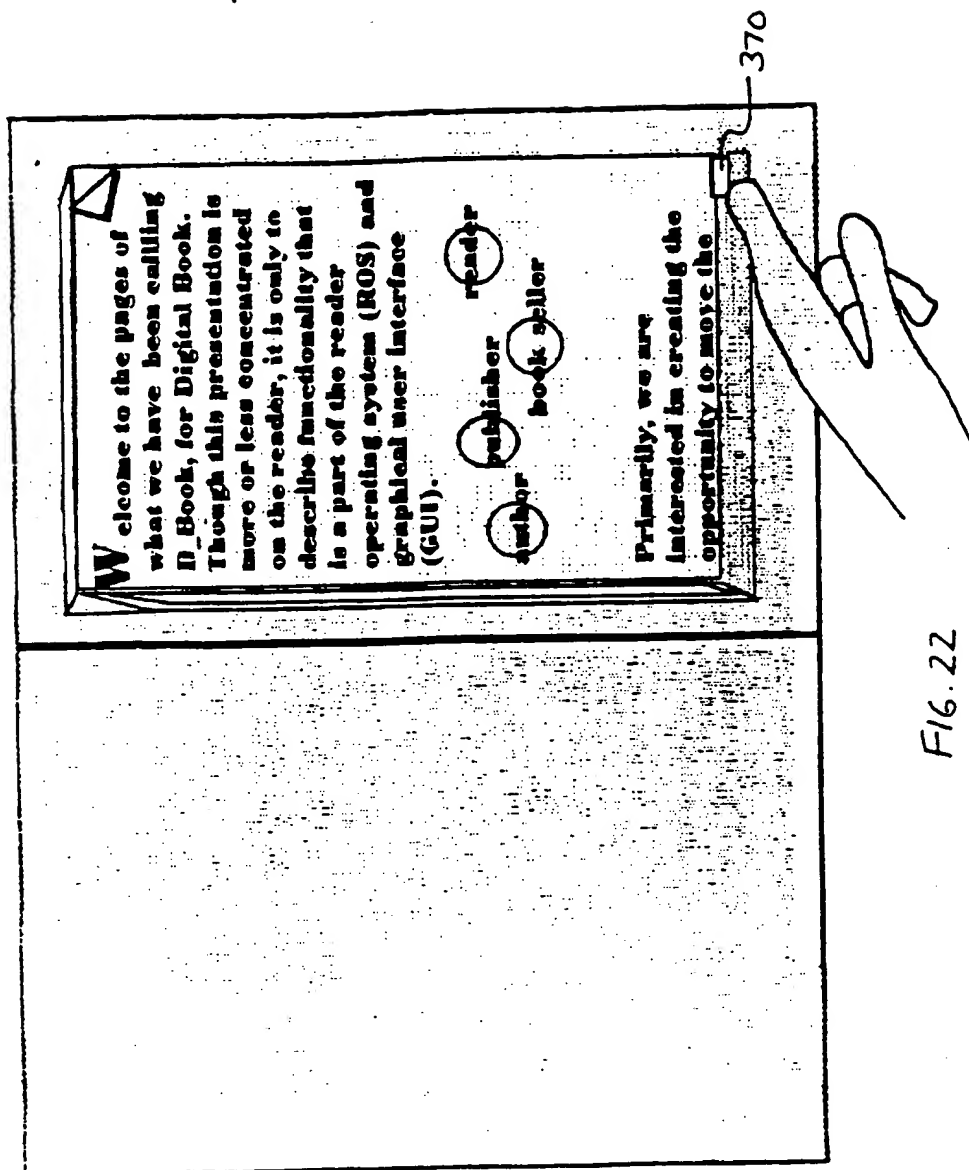 Welcome to the pages of
what we have been calling
D_Book, for Digital Book.
Though this presentation is
more or less concentrated
on the reader, it is only to
describe functionality that
is a part of the reader
operating system (ROS) and
graphical user interface
(GUI).
author publisher reader
book seller
Primarily, we are
interested in creating the
opportunity to move the
370
FIG. 22